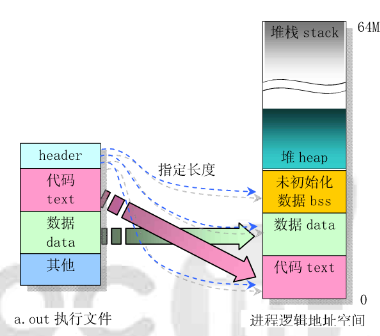 堆栈 stack
64M
header
代码
text
数据
data
其他
指定长度
堆 heap
未初始化
数据 bss
数据 data
代码 text
0
a.out 执行文件
进程逻辑地址空间